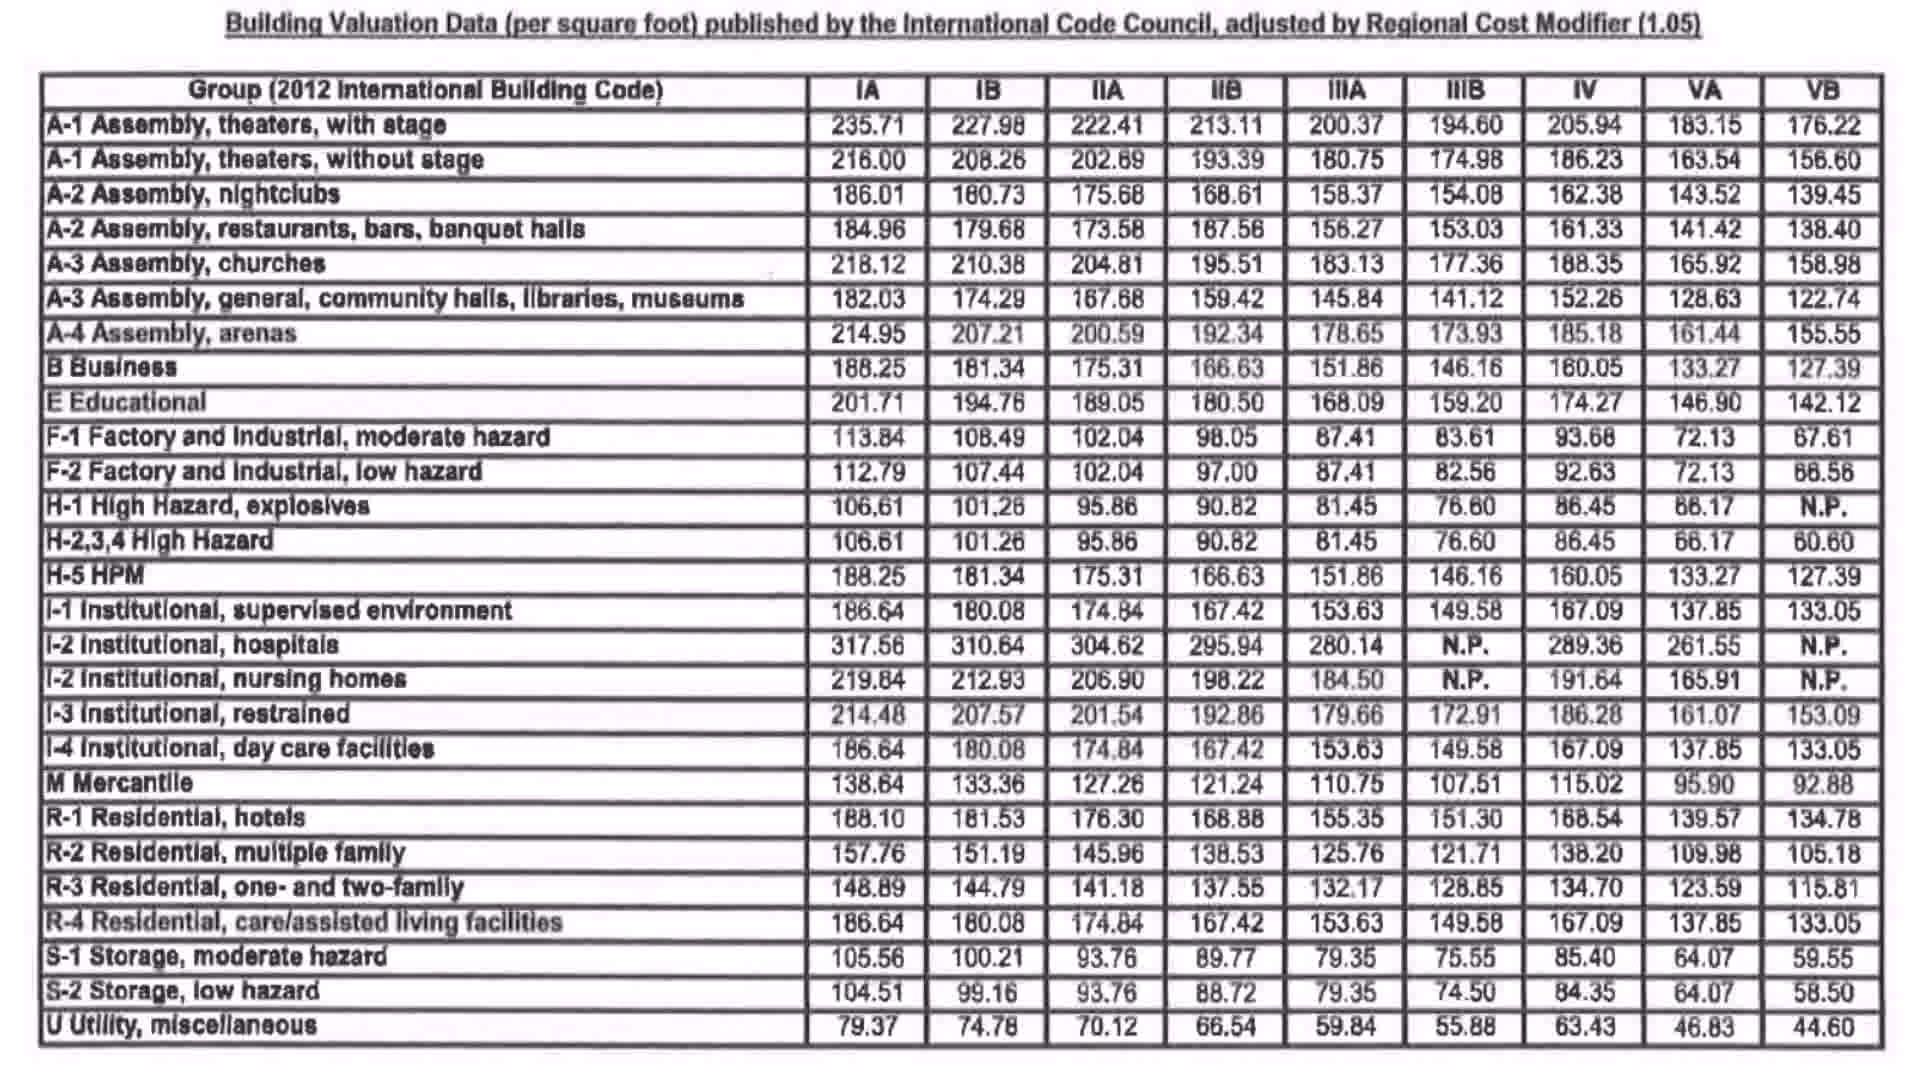 Building Valuation Data (per square foot) published by the International Code Council, adjusted by Regional Cost Modifier (1.05)
Group (2012 International Building Code) IA IB IIA IIB IIIA IIIB IV VA VB
A-1 Assembly, theaters, with stage 235.71 227.98 222.41 213.11 200.37 194.60 205.94 183.15 176.22
A-1 Assembly, theaters, without stage 216.00 208.26 202.69 193.39 180.75 174.98 186.23 163.54 156.60
A-2 Assembly, nightclubs 186.01 180.73 175.68 168.61 158.37 154.08 162.38 143.52 139.45
A-2 Assembly, restaurants, bars, banquet halls 184.96 179.68 173.58 167.56 156.27 153.03 161.33 141.42 138.40
A-3 Assembly, churches 218.12 210.38 204.81 195.51 183.13 177.36 188.35 165.92 158.98
A-3 Assembly, general, community halls, libraries, museums 182.03 174.29 167.68 159.42 145.84 141.12 152.26 128.63 122.74
A-4 Assembly, arenas 214.95 207.21 200.59 192.34 178.65 173.93 185.18 161.44 155.55
B Business 188.25 181.34 175.31 166.63 151.86 146.16 160.05 133.27 127.39
E Educational 201.71 194.76 189.05 180.50 168.09 159.20 174.27 146.90 142.12
F-1 Factory and Industrial, moderate hazard 113.84 108.49 102.04 98.05 87.41 83.61 93.68 72.13 67.61
F-2 Factory and Industrial, low hazard 112.79 107.44 102.04 97.00 87.41 82.56 92.63 72.13 66.56
H-1 High Hazard, explosives 106.61 101.26 95.86 90.82 81.45 76.60 86.45 66.17 N.P.
H-2,3,4 High Hazard 106.61 101.26 95.86 90.82 81.45 76.60 86.45 66.17 60.60
H-5 HPM 188.25 181.34 175.31 166.63 151.86 146.16 160.05 133.27 127.39
I-1 Institutional, supervised environment 186.64 180.08 174.84 167.42 153.63 149.58 167.09 137.85 133.05
I-2 Institutional, hospitals 317.56 310.64 304.62 295.94 280.14 N.P. 289.36 261.55 N.P.
I-2 Institutional, nursing homes 219.84 212.93 206.90 198.22 184.50 N.P. 191.64 165.91 N.P.
I-3 Institutional, restrained 214.48 207.57 201.54 192.86 179.66 172.91 186.28 161.07 153.09
I-4 Institutional, day care facilities 186.64 180.08 174.84 167.42 153.63 149.58 167.09 137.85 133.05
M Mercantile 138.64 133.36 127.26 121.24 110.75 107.51 115.02 95.90 92.88
R-1 Residential, hotels 188.10 181.53 176.30 168.88 155.35 151.30 168.54 139.57 134.78
R-2 Residential, multiple family 157.76 151.19 145.96 138.53 125.76 121.71 138.20 109.98 105.18
R-3 Residential, one- and two-family 148.89 144.79 141.18 137.55 132.17 128.85 134.70 123.59 115.81
R-4 Residential, care/assisted living facilities 186.64 180.08 174.84 167.42 153.63 149.58 167.09 137.85 133.05
S-1 Storage, moderate hazard 105.56 100.21 93.76 89.77 79.35 75.55 85.40 64.07 59.55
S-2 Storage, low hazard 104.51 99.16 93.76 88.72 79.35 74.50 84.35 64.07 58.50
U Utility, miscellaneous 79.37 74.78 70.12 66.54 59.84 55.88 63.43 46.83 44.60